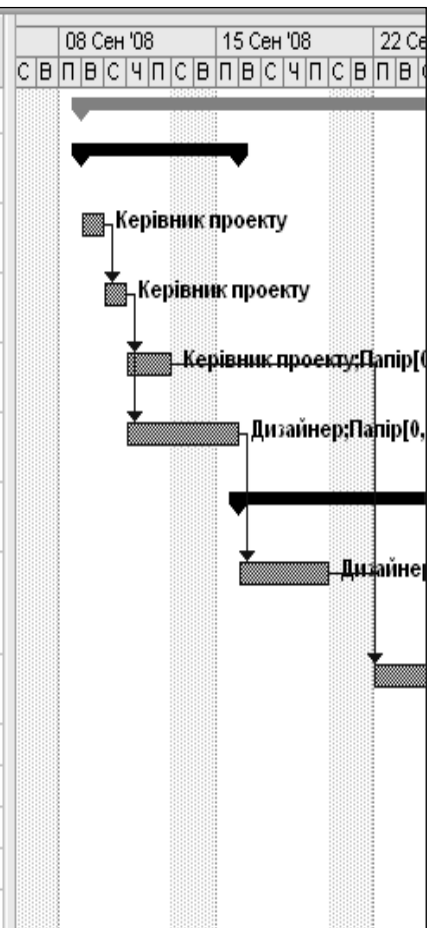 08 Сен '08 15 Сен '08 22 Се
С В П В С Ч П С В П В С Ч П С В П В
Керівник проекту
Керівник проекту
Керівник проекту;Папір[0
Дизайнер;Папір[0,
Дизайнер